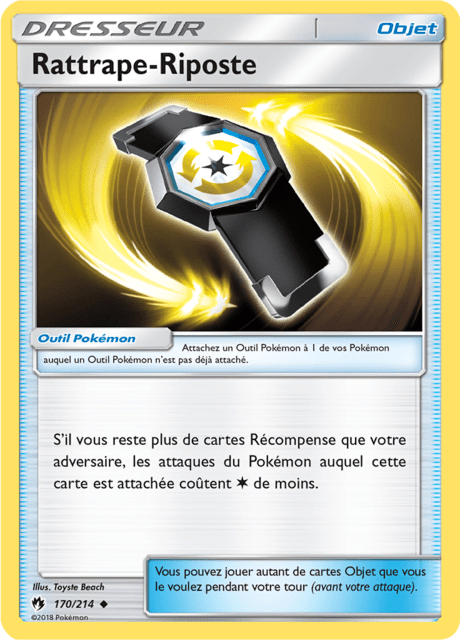 DRESSEUR
Objet
Rattrape-Riposte
Outil Pokémon
Attachez un Outil Pokémon à 1 de vos Pokémon
auquel un Outil Pokémon n'est pas déjà attaché.
S'il vous reste plus de cartes Récompense que votre
adversaire, les attaques du Pokémon auquel cette
carte est attachée coûtent de moins.
Vous pouvez jouer autant de cartes Objet que vous
le voulez pendant votre tour (avant votre attaque).
Illus. Toyste Beach
170/214
©2018 Pokémon